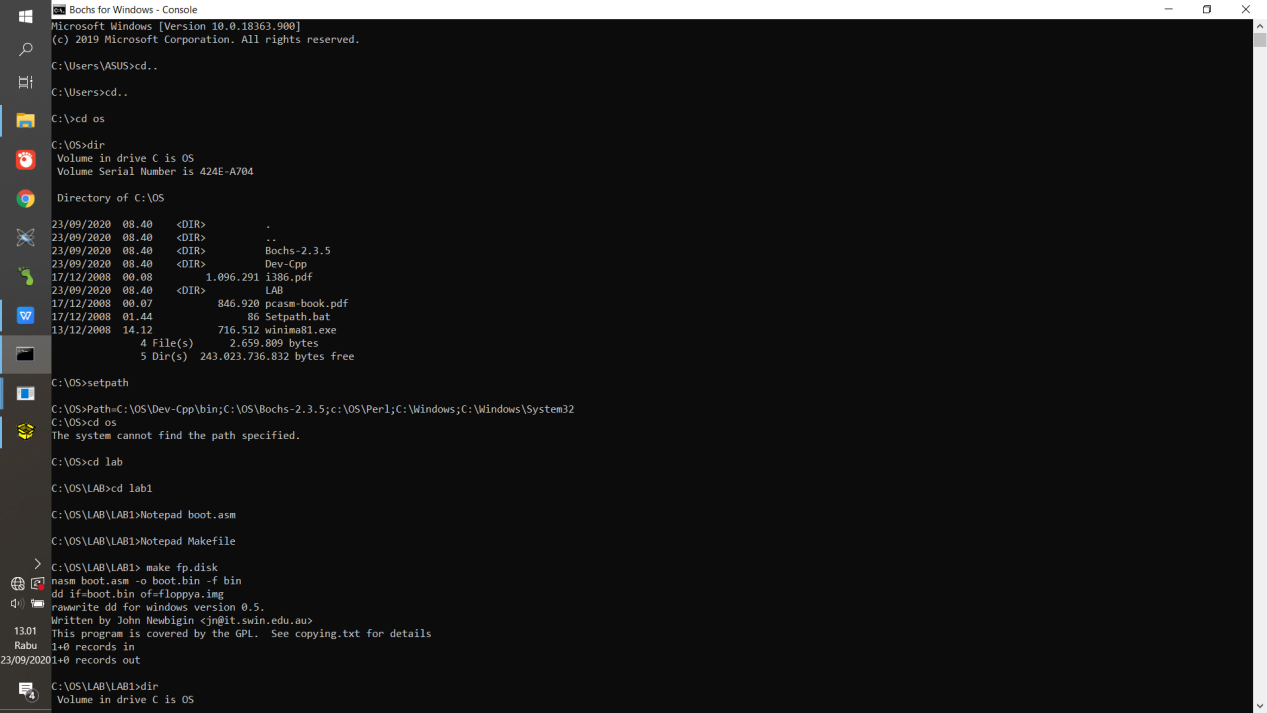 Bochs for Windows - Console
Microsoft Windows [Version 10.0.18363.900]
(c) 2019 Microsoft Corporation. All rights reserved.
C:\Users\ASUS>cd..
C:\Users>cd..
C:\>cd os
C:\OS>dir
Volume in drive C is OS
Volume Serial Number is 424E-A704
Directory of C:\OS
23/09/2020 08.40 <DIR> .
23/09/2020 08.40 <DIR> ..
23/09/2020 08.40 <DIR> Bochs-2.3.5
23/09/2020 08.40 <DIR> Dev-Cpp
17/12/2008 00.08 1.096.291 i386.pdf
23/09/2020 08.40 <DIR> LAB
17/12/2008 00.07 846.920 pcasm-book.pdf
17/12/2008 01.44 86 Setpath.bat
13/12/2008 14.12 716.512 winima81.exe
4 File(s) 2.659.809 bytes
5 Dir(s) 243.023.736.832 bytes free
C:\OS>setpath
C:\OS>Path=C:\OS\Dev-Cpp\bin;C:\OS\Bochs-2.3.5;c:\OS\Perl;C:\Windows;C:\Windows\System32
C:\OS>cd os
The system cannot find the path specified.
C:\OS>cd lab
C:\OS\LAB>cd lab1
C:\OS\LAB\LAB1>Notepad boot.asm
C:\OS\LAB\LAB1>Notepad Makefile
C:\OS\LAB\LAB1> make fp.disk
nasm boot.asm -o boot.bin -f bin
dd if=boot.bin of=floppya.img
rawwrite dd for windows version 0.5.
Written by John Newbigin <jn@it.swin.edu.au>
This program is covered by the GPL. See copying.txt for details
1+0 records in
1+0 records out
C:\OS\LAB\LAB1>dir
Volume in drive C is OS
13.01
Rabu
23/09/2020
4